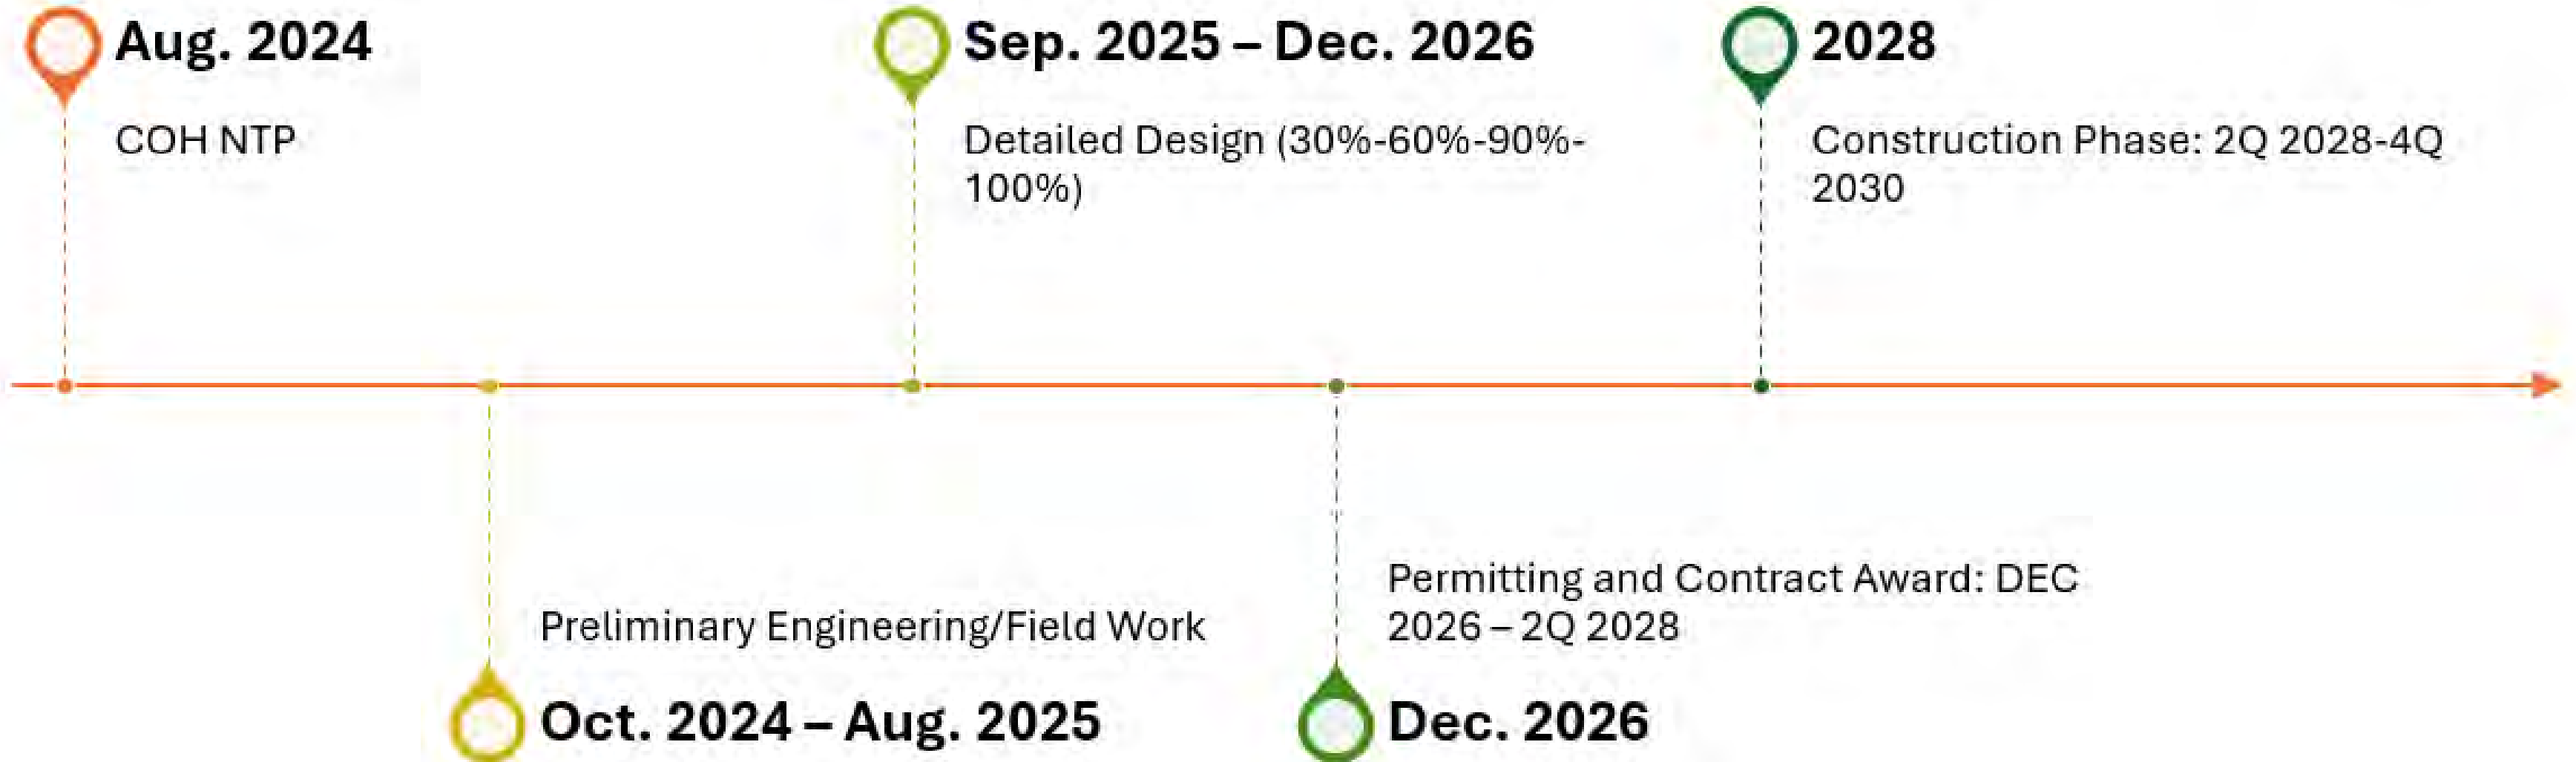 Aug. 2024
COH NTP
Sep. 2025 – Dec. 2026
Detailed Design (30%-60%-90%-
100%)
2028
Construction Phase: 2Q 2028-4Q
2030
Preliminary Engineering/Field Work
Oct. 2024 – Aug. 2025
Permitting and Contract Award: DEC
2026 – 2Q 2028
Dec. 2026